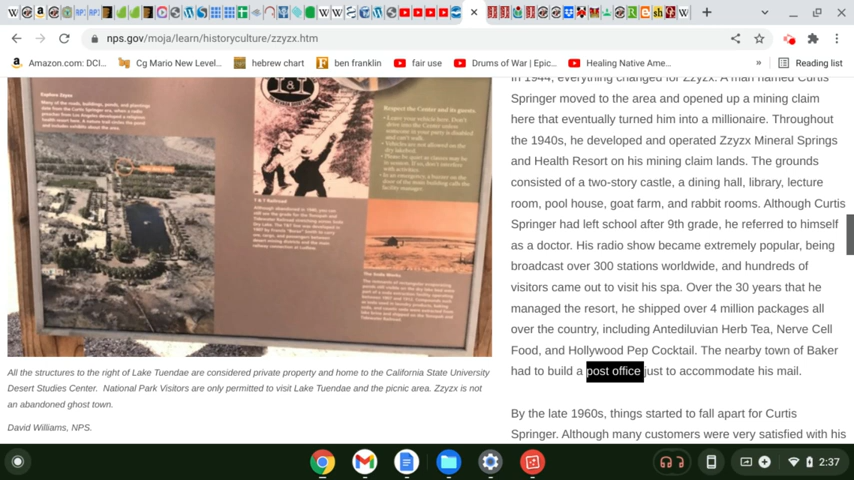 nps.gov/moja/learn/historyculture/zzyzx.htm
Amazon.com: DCI...
Cg Mario New Level...
hebrew chart
ben franklin
fair use
Drums of War | Epic...
Healing Native Ame...
»
Reading list
Explore Zzyzx
Respect the Center and its guests
T & T Railroad
The Soda Works
In 1944, everything changed for Zzyzx. A man named Curtis
Springer moved to the area and opened up a mining claim
here that eventually turned him into a millionaire. Throughout
the 1940s, he developed and operated Zzyzx Mineral Springs
and Health Resort on his mining claim lands. The grounds
consisted of a two-story castle, a dining hall, library, lecture
room, pool house, goat farm, and rabbit rooms. Although Curtis
Springer had left school after 9th grade, he referred to himself
as a doctor. His radio show became extremely popular, being
broadcast over 300 stations worldwide, and hundreds of
visitors came out to visit his spa. Over the 30 years that he
managed the resort, he shipped over 4 million packages all
over the country, including Antediluvian Herb Tea, Nerve Cell
Food, and Hollywood Pep Cocktail. The nearby town of Baker
had to build a post office just to accommodate his mail.
By the late 1960s, things started to fall apart for Curtis
Springer. Although many customers were very satisfied with his
All the structures to the right of Lake Tuendae are considered private property and home to the California State University
Desert Studies Center. National Park Visitors are only permitted to visit Lake Tuendae and the picnic area. Zzyzx is not
an abandoned ghost town.
David Williams, NPS.
2:37